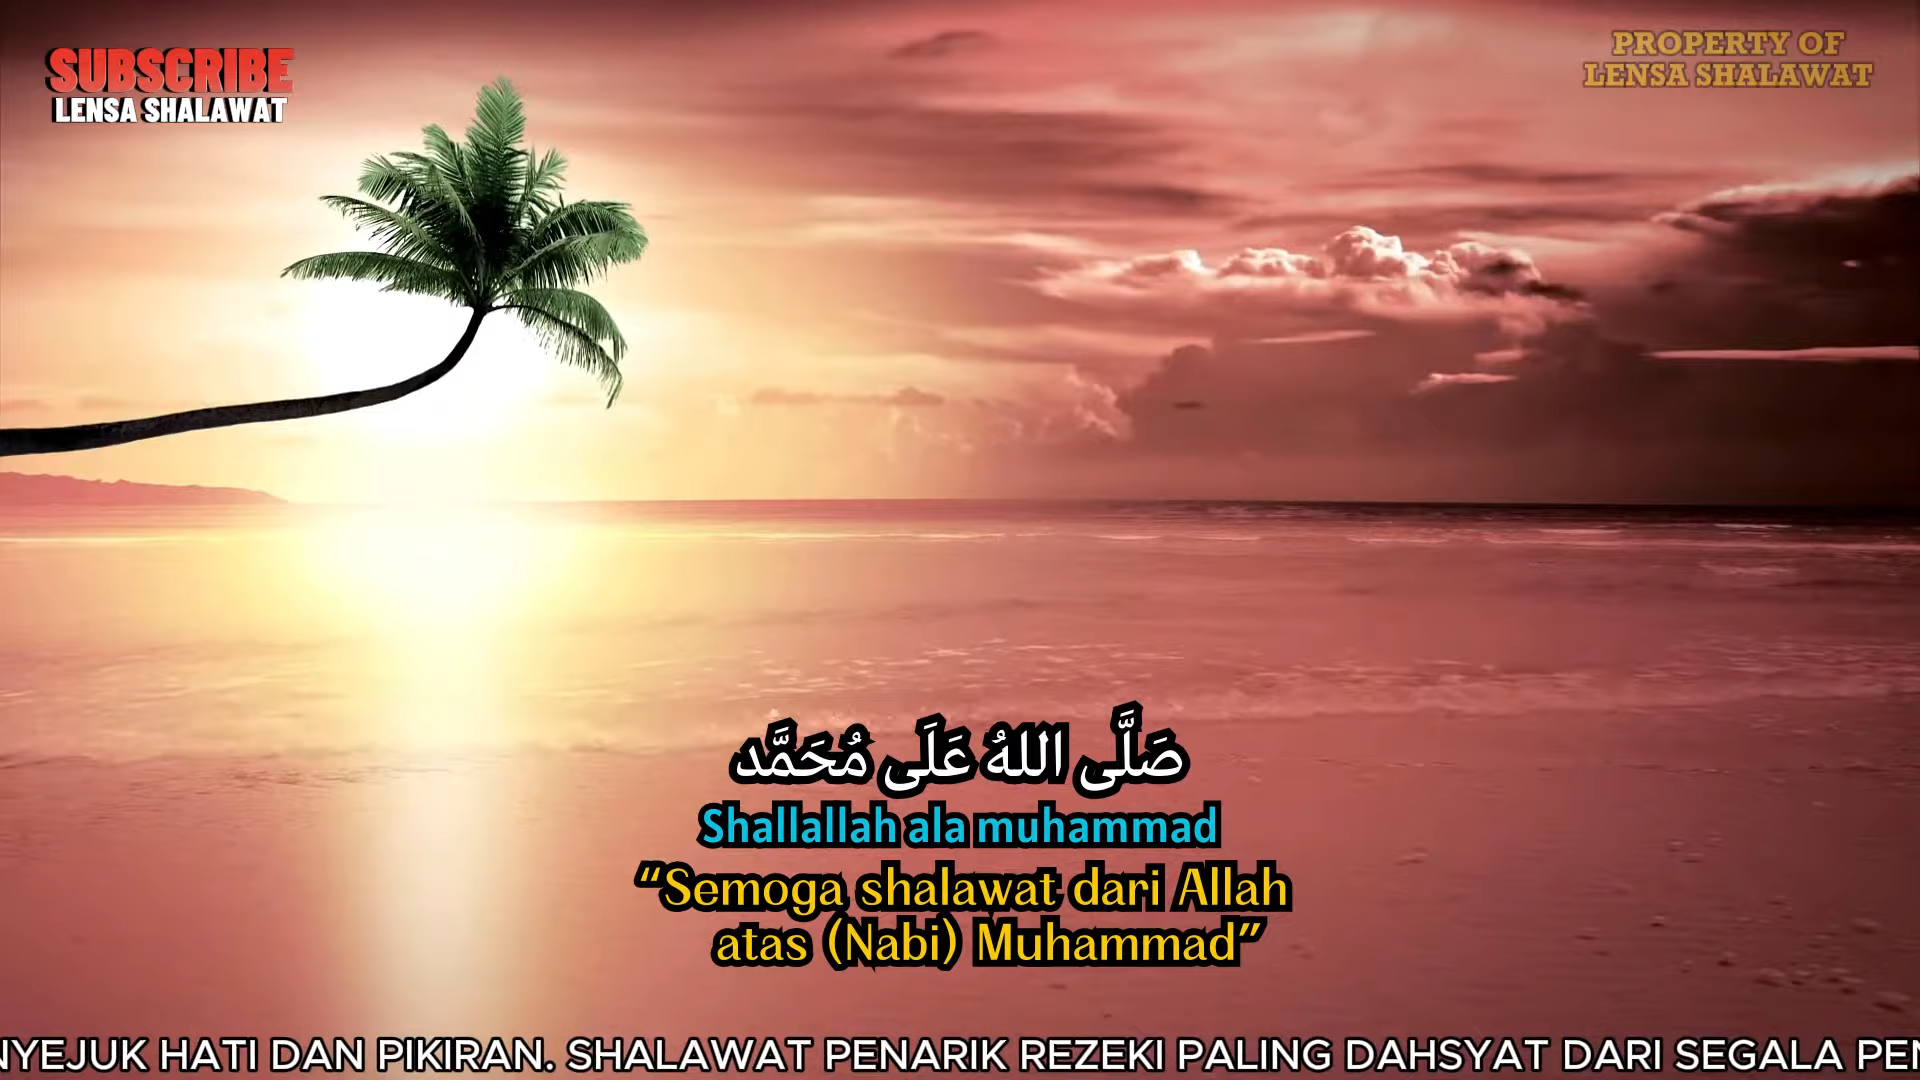 SUBSCRIBE
LENSA SHALAWAT
PROPERTY OF
LENSA SHALAWAT
صَلَّى اللهُ عَلَى مُحَمَّد
Shallallah ala muhammad
“Semoga shalawat dari Allah
atas (Nabi) Muhammad”
NYEJUK HATI DAN PIKIRAN. SHALAWAT PENARIK REZEKI PALING DAHSYAT DARI SEGALA PEN